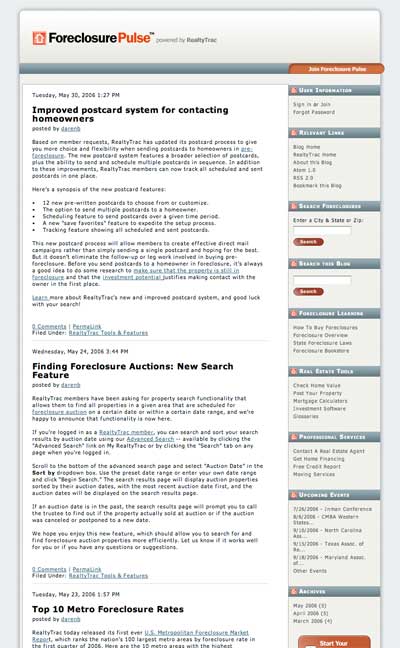 ForeclosurePulse™ powered by RealtyTrac
Join Foreclosure Pulse
Tuesday, May 30, 2006 1:27 PM
Improved postcard system for contacting
homeowners
posted by darenb
Based on member requests, RealtyTrac has updated its postcard process to give
you more choice and flexibility when sending postcards to homeowners in pre-
foreclosure. The new postcard system features a broader selection of postcards,
plus the ability to send and schedule multiple postcards in sequence. In addition
to these improvements, RealtyTrac members can now track all scheduled and sent
postcards in one place.
Here's a synopsis of the new postcard features:
• 12 new pre-written postcards to choose from or customize.
• The option to send multiple postcards to a homeowner.
• Scheduling feature to send postcards over a given time period.
• A new "save favorites" feature to expedite the setup process.
• Tracking feature showing all scheduled and sent postcards.
This new postcard process will allow members to create effective direct mail
campaigns rather than simply sending a single postcard and hoping for the best.
But it doesn't eliminate the follow-up or leg work involved in buying pre-
foreclosure. Before you send postcards to a homeowner in foreclosure, it's always
a good idea to do some research to make sure that the property is still in
foreclosure and that the investment potential justifies making contact with the
owner in the first place.
Learn more about RealtyTrac's new and improved postcard system, and good luck
with your search!
0 Comments | PermaLink
Filed Under: RealtyTrac Tools & Features
Wednesday, May 24, 2006 3:44 PM
Finding Foreclosure Auctions: New Search
Feature
posted by darenb
RealtyTrac members have been asking for property search functionality that
allows them to find all properties in a given area that are scheduled for
foreclosure auction on a certain date or within a certain date range, and we're
happy to announce that functionality is now here.
If you're logged in as a RealtyTrac member, you can search and sort your search
results by auction date using our Advanced Search -- available by clicking the
"Advanced Search" link on My RealtyTrac or by clicking the "Search" tab on any
page when you're logged in.
Scroll to the bottom of the advanced search page and select "Auction Date" in the
Sort by dropdown box. Use the preset date range or enter your own date range
and click "Begin Search." The search results page will display auction properties
sorted by their auction dates, with the most recent auction date first, and the
auction dates will be displayed on the search results page.
If an auction date is in the past, the search results page will prompt you to call
the trustee to find out if the property actually sold at auction or if the auction
was canceled or postponed to a new date.
We hope you enjoy this new feature, which should allow you to search for and
find foreclosure auction properties more efficiently. Let us know if it works well
for you or if you have any questions or suggestions.
0 Comments | PermaLink
Filed Under: RealtyTrac Tools & Features
Tuesday, May 23, 2006 1:57 PM
Top 10 Metro Foreclosure Rates
posted by darenb
RealtyTrac today released its first ever U.S. Metropolitan Foreclosure Market
Report, which ranks the nation's 100 largest metro areas by foreclosure rate in
the first quarter of 2006. Here are the 10 metro areas with the highest
User Information
Sign in or Join
Forgot Password
Relevant Links
Blog Home
RealtyTrac Home
About this Blog
Atom 1.0
RSS 2.0
Bookmark this Blog
Search Foreclosures
Enter a City & State or Zip:
Search
Search this Blog
Search
Foreclosure Learning
How To Buy Foreclosures
Foreclosure Overview
State Foreclosure Laws
Foreclosure Bookstore
Real Estate Tools
Check Home Value
Post Your Property
Mortgage Calculators
Investment Software
Glossaries
Professional Services
Contact A Real Estate Agent
Get Home Financing
Free Credit Report
Moving Services
Upcoming Events
7/26/2006 - Inman Conference
8/6/2006 - CMBA Western
States...
9/10/2006 - North Carolina
Ass...
9/15/2006 - Texas Assoc. of
Re...
9/18/2006 - Maryland Assoc.
of...
Other Events
Archives
May 2006 (5)
April 2006 (5)
March 2006 (4)
Start Your